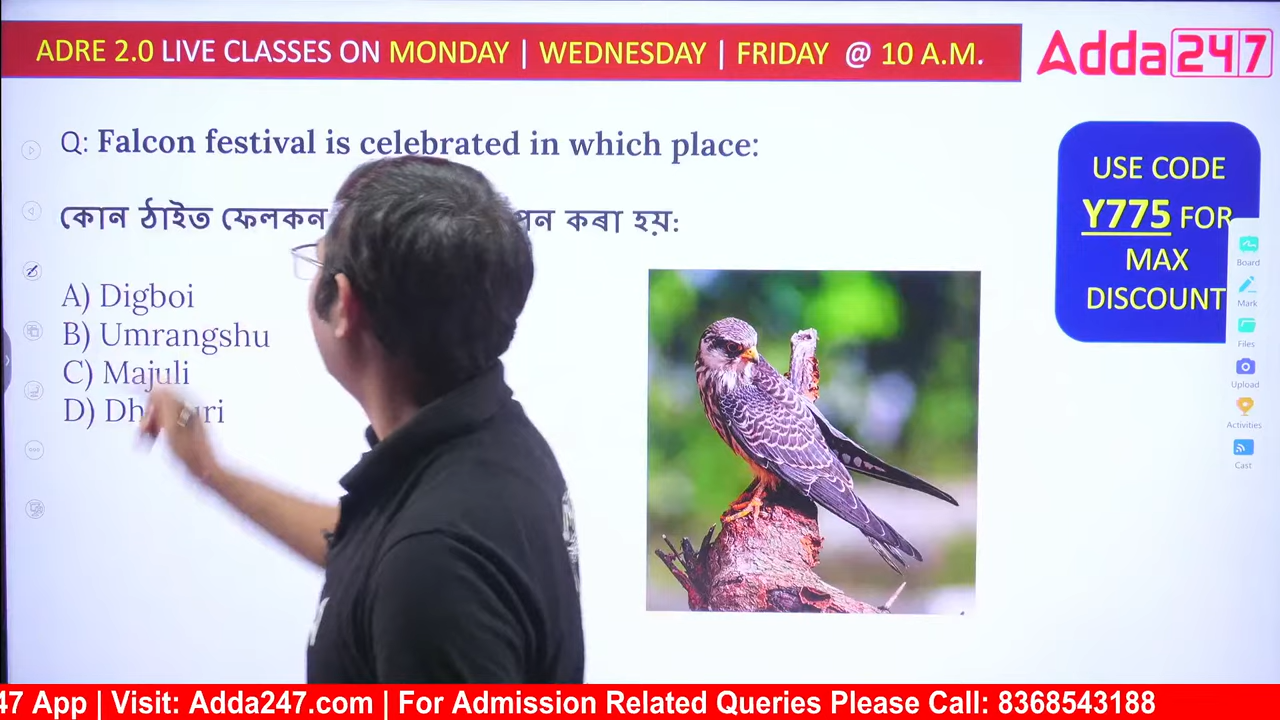 ADRE 2.0 LIVE CLASSES ON MONDAY | WEDNESDAY | FRIDAY @ 10 A.M.
Adda247
Q: Falcon festival is celebrated in which place:
কোন ঠাইত ফেলকন কৰা হয়:
A) Digboi
B) Umrangshu
C) Majuli
D)
USE CODE
Y775 FOR
MAX
DISCOUNT
Board
Mark
Files
Upload
Activities
Cast
47 App | Visit: Adda247.com | For Admission Related Queries Please Call: 8368543188